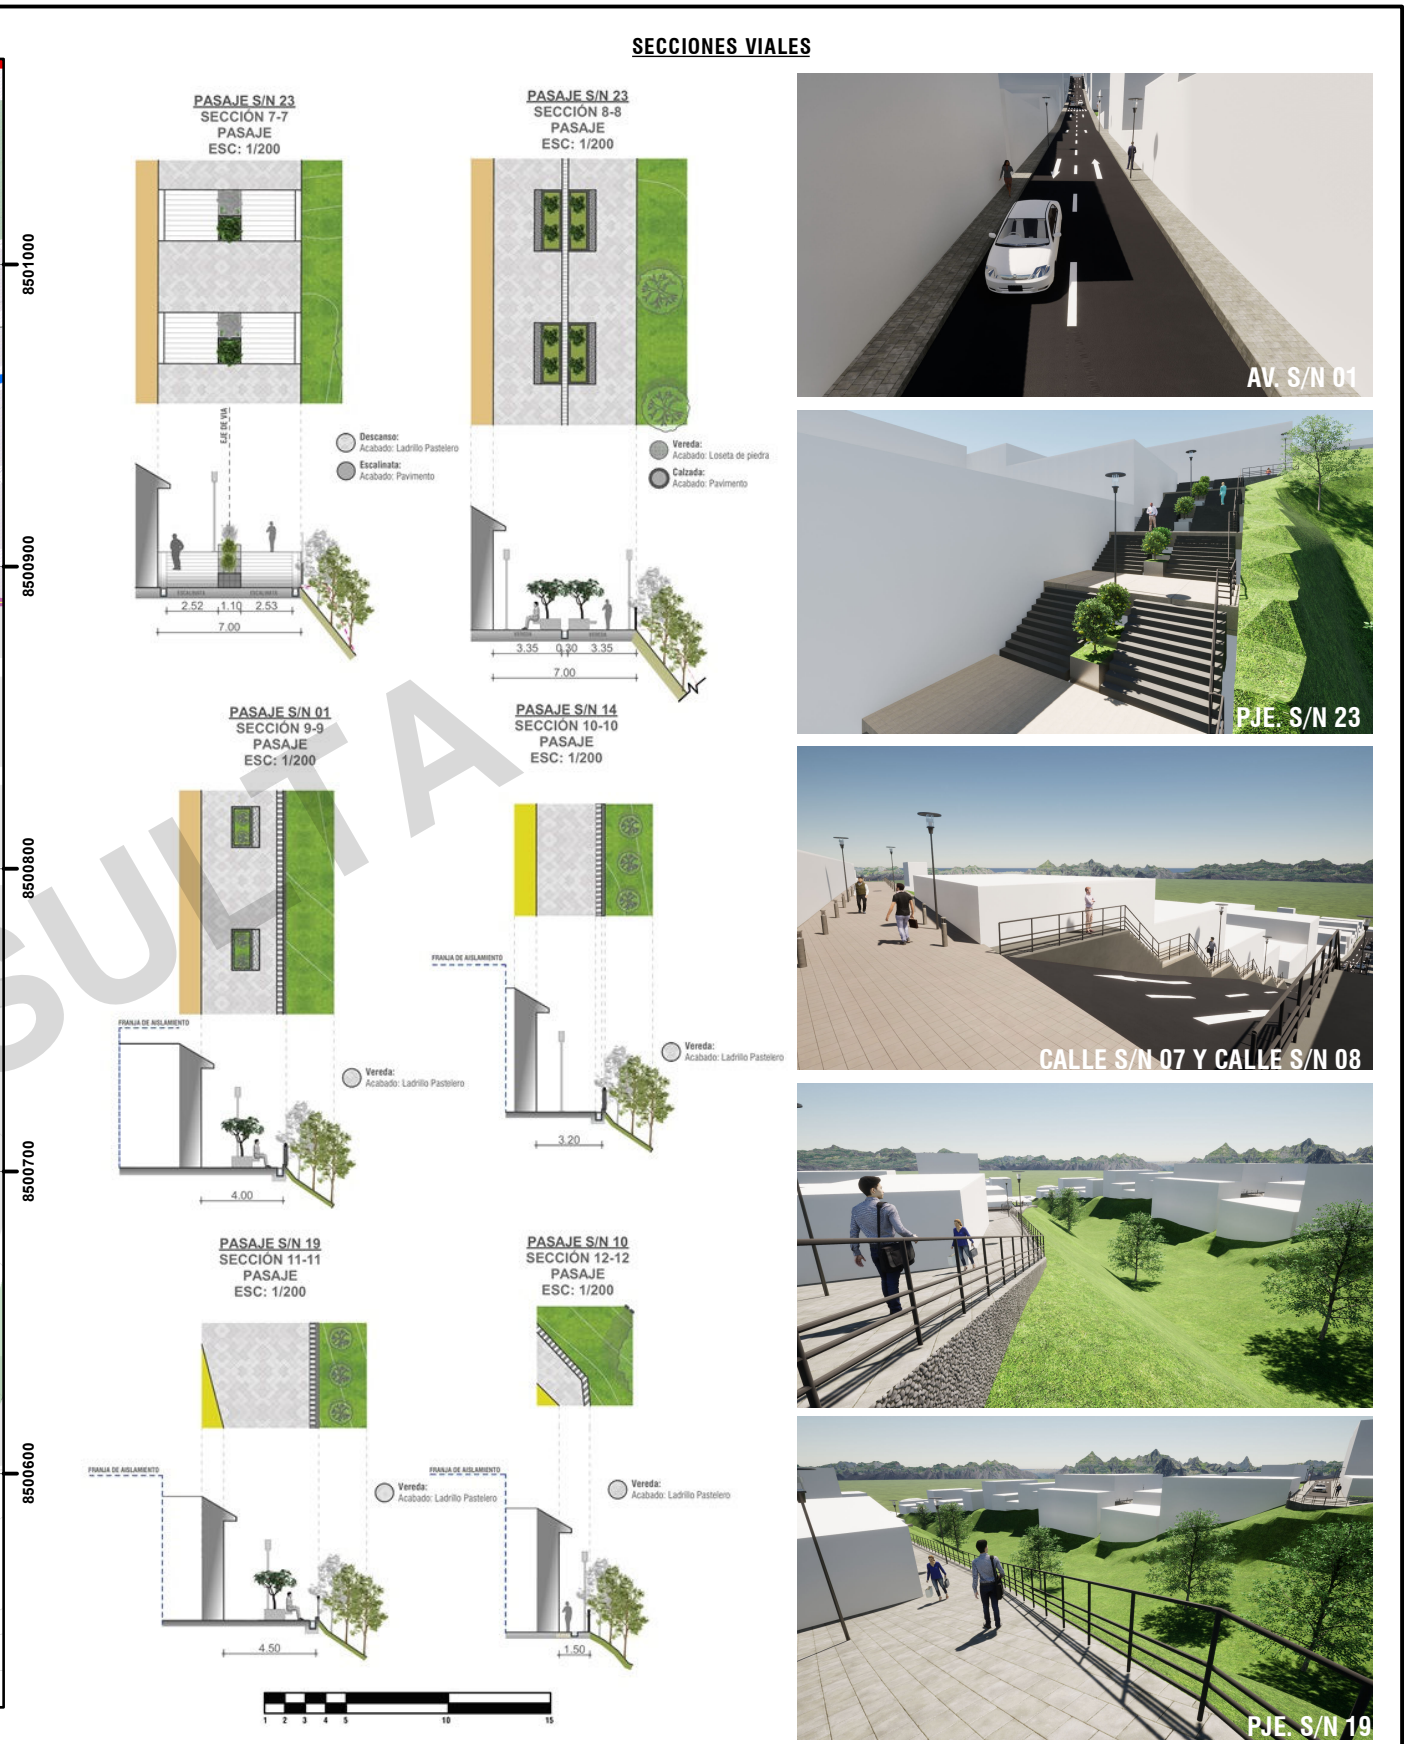 SECCIONES VIALES
8501000
8500900
8500800
8500700
8500600
SULTA
PASAJE S/N 23
SECCIÓN 7-7
PASAJE
ESC: 1/200
EJE DE VIA
Descanso:
Acabado: Ladrillo Pastelero
Escalinata:
Acabado: Pavimento
ESCALINATA ESCALINATA
2.52 1.10 2.53
7.00
PASAJE S/N 23
SECCIÓN 8-8
PASAJE
ESC: 1/200
Vereda:
Acabado: Loseta de piedra
Calzada:
Acabado: Pavimento
VEREDA VEREDA
3.35 0.30 3.35
7.00
N
PASAJE S/N 01
SECCIÓN 9-9
PASAJE
ESC: 1/200
FRANJA DE AISLAMIENTO
Vereda:
Acabado: Ladrillo Pastelero
4.00
PASAJE S/N 14
SECCIÓN 10-10
PASAJE
ESC: 1/200
FRANJA DE AISLAMIENTO
Vereda:
Acabado: Ladrillo Pastelero
3.20
PASAJE S/N 19
SECCIÓN 11-11
PASAJE
ESC: 1/200
FRANJA DE AISLAMIENTO
Vereda:
Acabado: Ladrillo Pastelero
4.50
PASAJE S/N 10
SECCIÓN 12-12
PASAJE
ESC: 1/200
FRANJA DE AISLAMIENTO
Vereda:
Acabado: Ladrillo Pastelero
1.50
1 2 3 4 5 10 15
AV. S/N 01
PJE. S/N 23
CALLE S/N 07 Y CALLE S/N 08
PJE. S/N 19